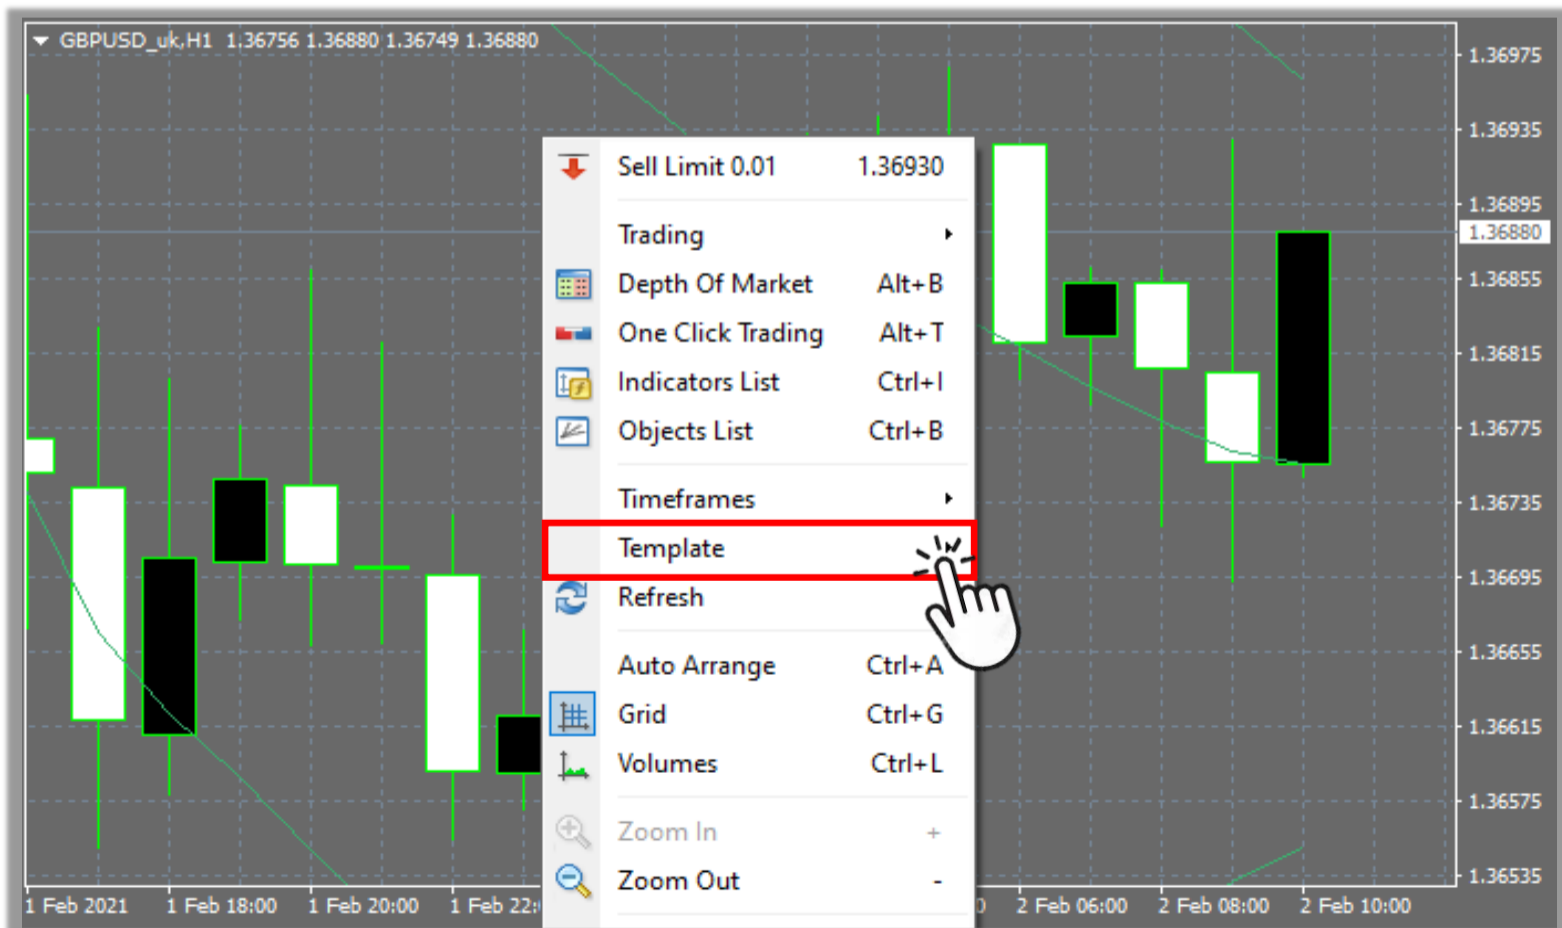 GBPUSD_uk,H1 1.36756 1.36880 1.36749 1.36880
1.36975
1.36935
1.36895
1.36880
1.36855
1.36815
1.36775
1.36735
1.36695
1.36655
1.36615
1.36575
1.36535
Sell Limit 0.01 1.36930
Trading
Depth Of Market Alt+B
One Click Trading Alt+T
Indicators List Ctrl+I
Objects List Ctrl+B
Timeframes
Template
Refresh
Auto Arrange Ctrl+A
Grid Ctrl+G
Volumes Ctrl+L
Zoom In +
Zoom Out -
1 Feb 2021 1 Feb 18:00 1 Feb 20:00 1 Feb 22: 2 Feb 06:00 2 Feb 08:00 2 Feb 10:00